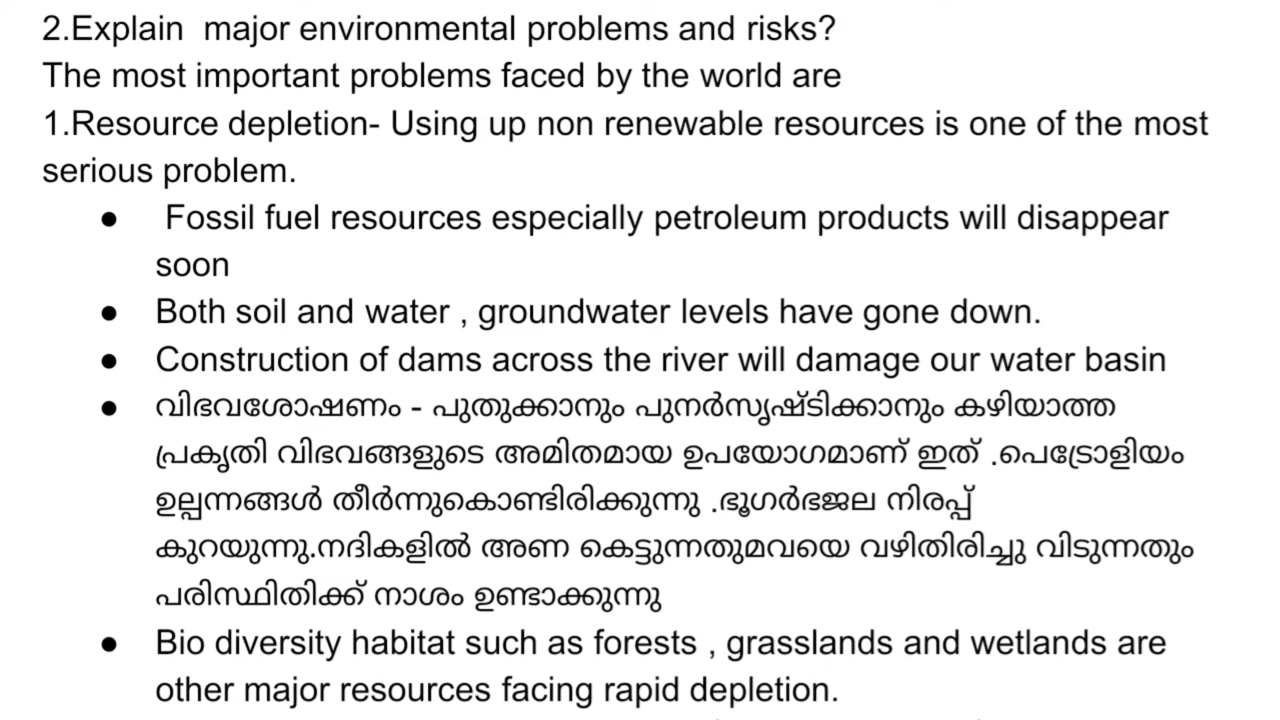 2.Explain  major environmental problems and risks?
The most important problems faced by the world are
1.Resource depletion- Using up non renewable resources is one of the most
serious problem.
● Fossil fuel resources especially petroleum products will disappear
soon
● Both soil and water , groundwater levels have gone down.
● Construction of dams across the river will damage our water basin
● വിഭവശോഷണം - പുതുക്കാനും പുനർസൃഷ്ടിക്കാനും കഴിയാത്ത
പ്രകൃതി വിഭവങ്ങളുടെ അമിതമായ ഉപയോഗമാണ് ഇത് .പെട്രോളിയം
ഉല്പന്നങ്ങൾ തീർന്നുകൊണ്ടിരിക്കുന്നു .ഭൂഗർഭജല നിരപ്പ്
കുറയുന്നു.നദികളിൽ അണ കെട്ടുന്നതുമവയെ വഴിതിരിച്ചു വിടുന്നതും
പരിസ്ഥിതിക്ക് നാശം ഉണ്ടാക്കുന്നു
● Bio diversity habitat such as forests , grasslands and wetlands are
other major resources facing rapid depletion.